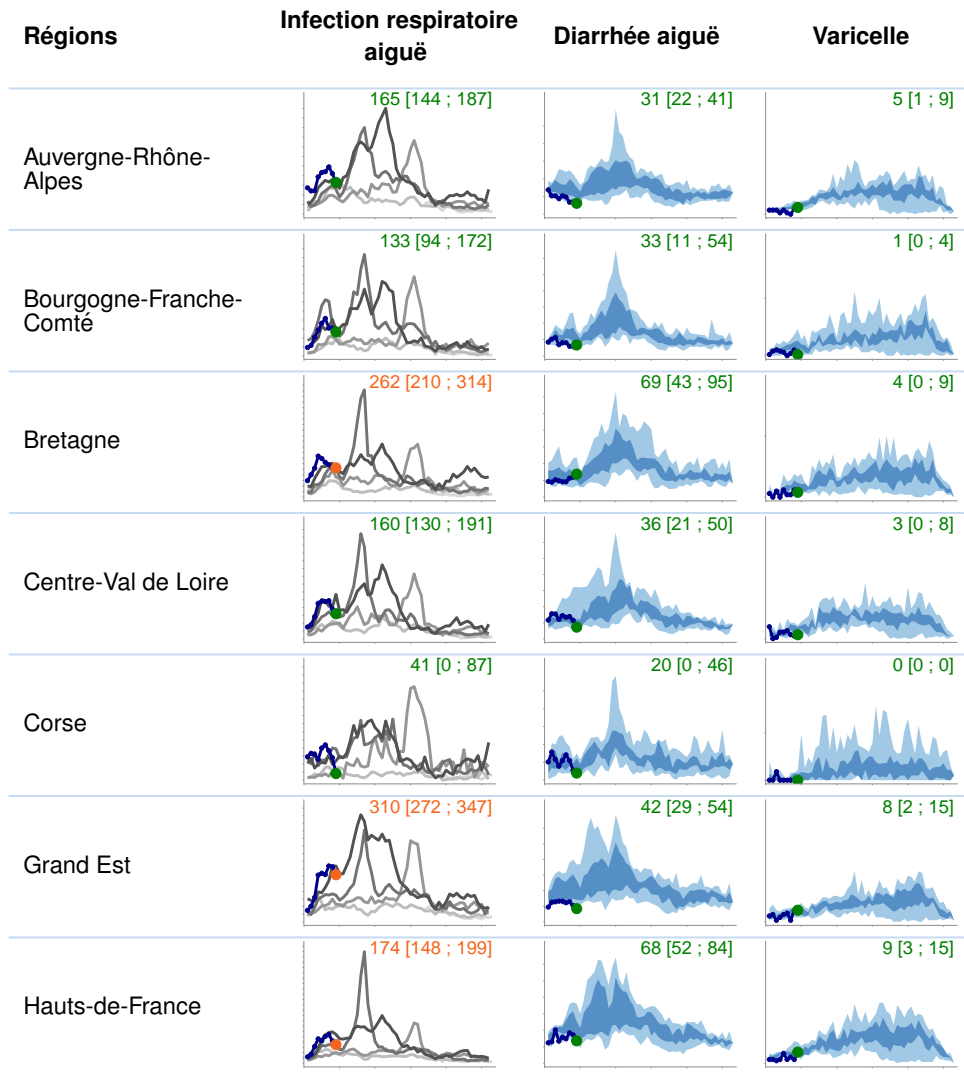 Régions
Infection respiratoire
aiguë
Diarrhée aiguë
Varicelle
Auvergne-Rhône-
Alpes
165 [144 ; 187]
31 [22 ; 41]
5 [1 ; 9]
Bourgogne-Franche-
Comté
133 [94 ; 172]
33 [11 ; 54]
1 [0 ; 4]
Bretagne
262 [210 ; 314]
69 [43 ; 95]
4 [0 ; 9]
Centre-Val de Loire
160 [130 ; 191]
36 [21 ; 50]
3 [0 ; 8]
Corse
41 [0 ; 87]
20 [0 ; 46]
0 [0 ; 0]
Grand Est
310 [272 ; 347]
42 [29 ; 54]
8 [2 ; 15]
Hauts-de-France
174 [148 ; 199]
68 [52 ; 84]
9 [3 ; 15]